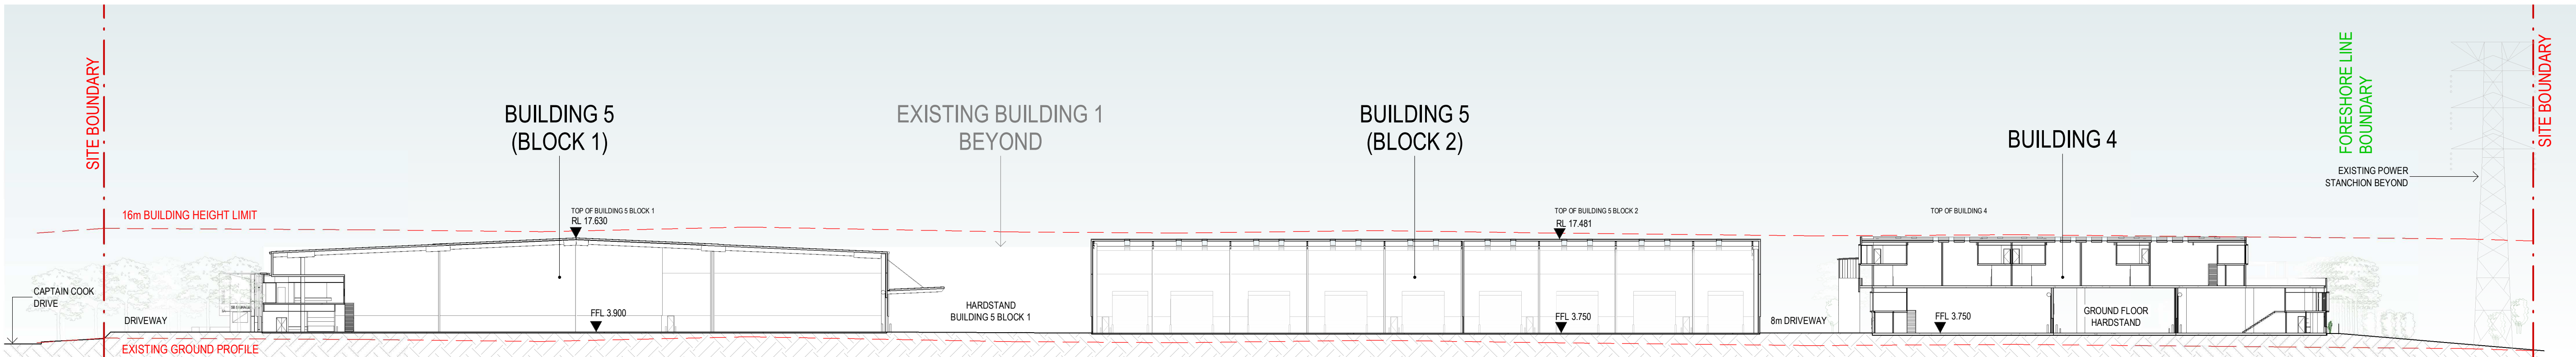 SITE BOUNDARY
BUILDING 5
(BLOCK 1)
EXISTING BUILDING 1
BEYOND
BUILDING 5
(BLOCK 2)
BUILDING 4
FORESHORE LINE
BOUNDARY
SITE BOUNDARY
EXISTING POWER
STANCHION BEYOND
16m BUILDING HEIGHT LIMIT
TOP OF BUILDING 5 BLOCK 1
RL 17.630
TOP OF BUILDING 5 BLOCK 2
RL 17.481
TOP OF BUILDING 4
CAPTAIN COOK
DRIVE
DRIVEWAY
FFL 3.900
HARDSTAND
BUILDING 5 BLOCK 1
FFL 3.750
8m DRIVEWAY
FFL 3.750
GROUND FLOOR
HARDSTAND
EXISTING GROUND PROFILE